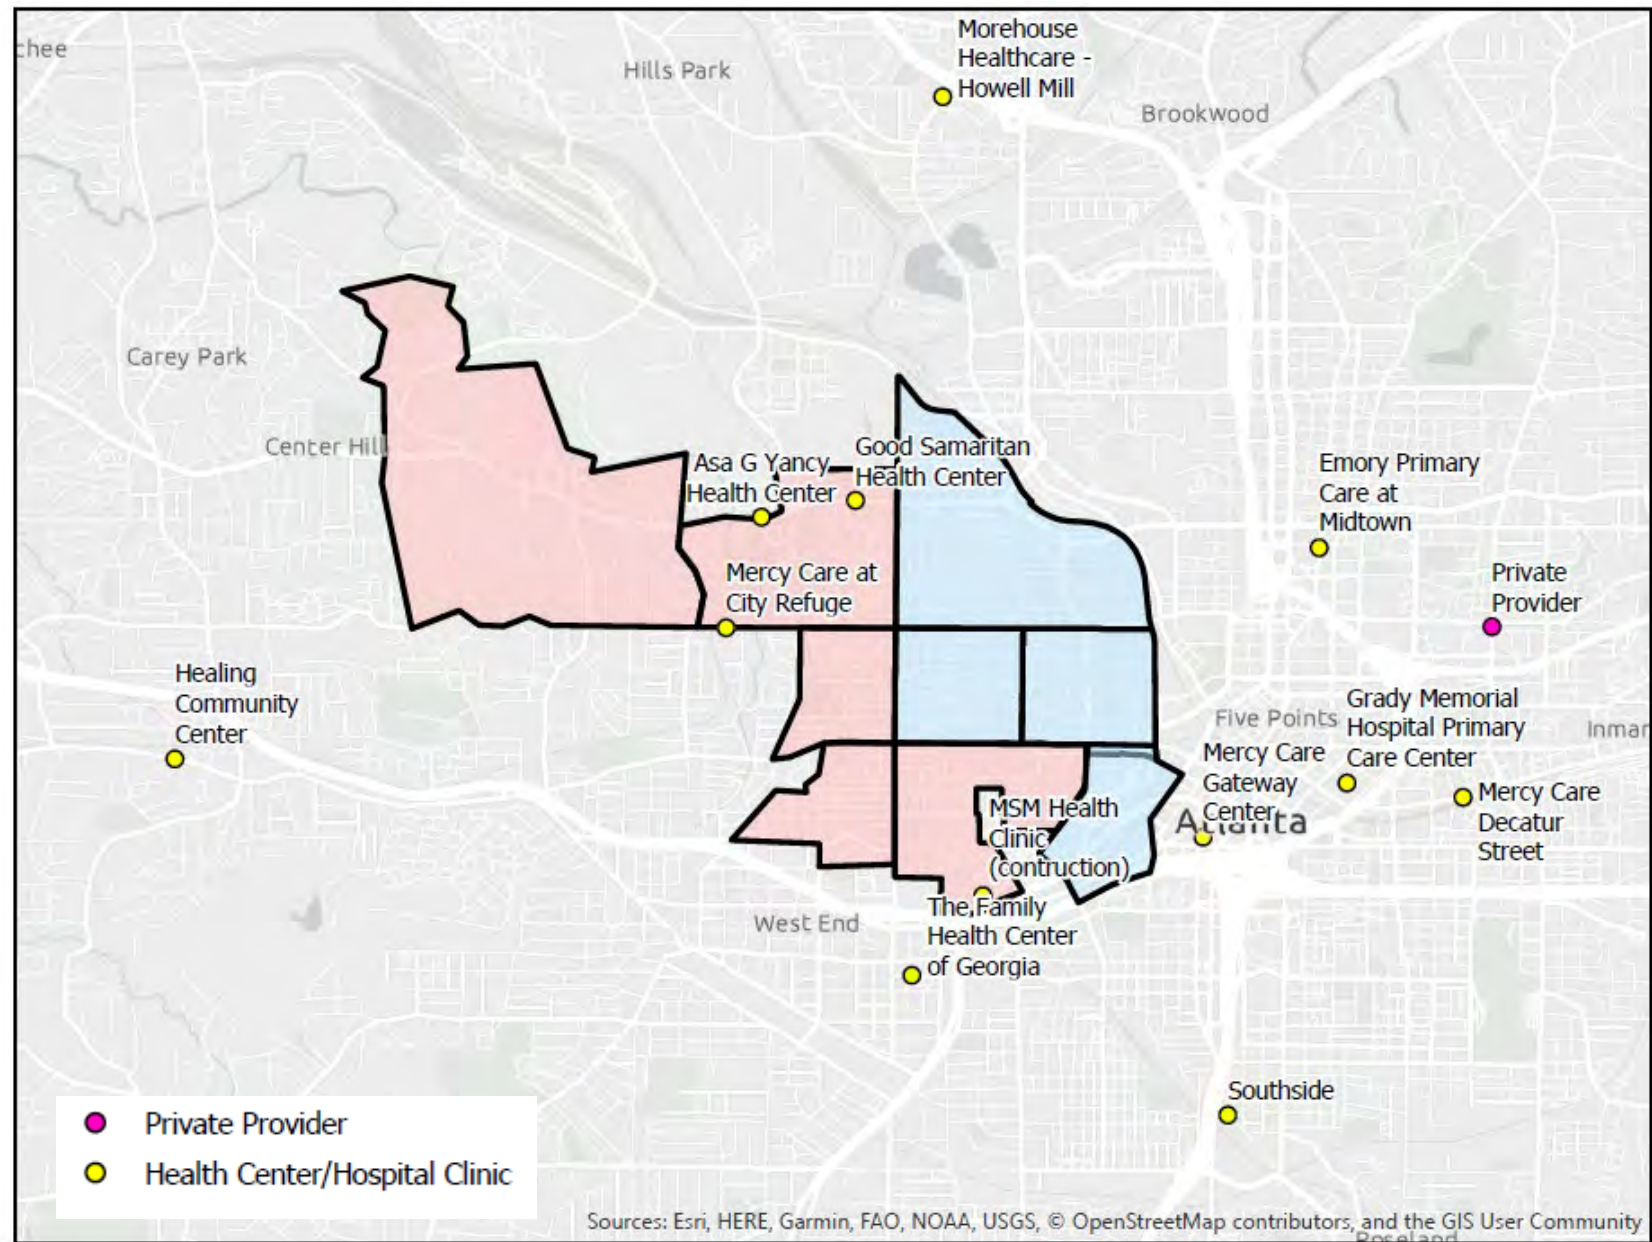 Morehouse
Healthcare -
Howell Mill
chee
Hills Park
Brookwood
Carey Park
Center Hill
Asa G Yancy
Health Center
Good Samaritan
Health Center
Emory Primary
Care at
Midtown
Mercy Care at
City Refuge
Private
Provider
Healing
Community
Center
Five Points
Grady Memorial
Hospital Primary
Care Center
Inmar
Mercy Care
Gateway
Center
Atlanta
Mercy Care
Decatur
Street
MSM Health
Clinic
(contruction)
West End
The Family
Health Center
of Georgia
Southside
Private Provider
Health Center/Hospital Clinic
Sources: Esri, HERE, Garmin, FAO, NOAA, USGS, © OpenStreetMap contributors, and the GIS User Community
Roseland